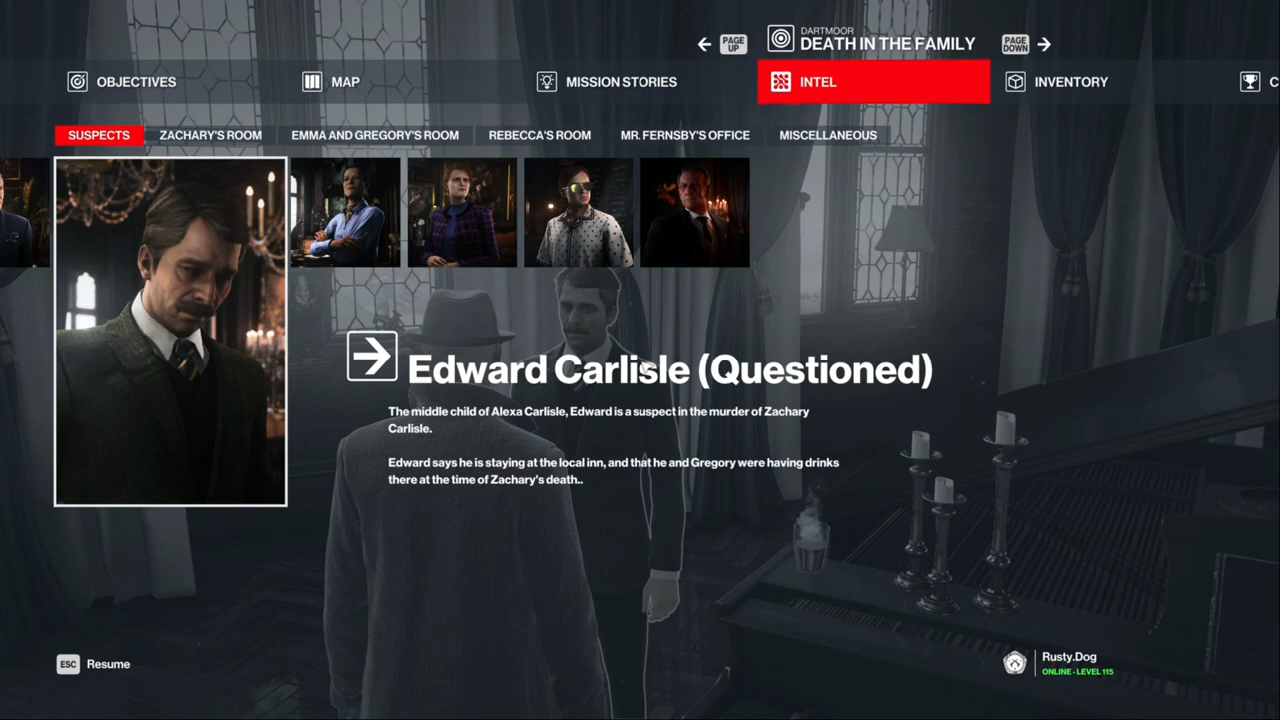 PAGE UP
DARTMOOR
DEATH IN THE FAMILY
PAGE DOWN
OBJECTIVES
MAP
MISSION STORIES
INTEL
INVENTORY
C
SUSPECTS
ZACHARY'S ROOM
EMMA AND GREGORY'S ROOM
REBECCA'S ROOM
MR. FERNSBY'S OFFICE
MISCELLANEOUS
Edward Carlisle (Questioned)
The middle child of Alexa Carlisle, Edward is a suspect in the murder of Zachary
Carlisle.
Edward says he is staying at the local inn, and that he and Gregory were having drinks
there at the time of Zachary's death..
ESC Resume
Rusty.Dog
ONLINE - LEVEL 115